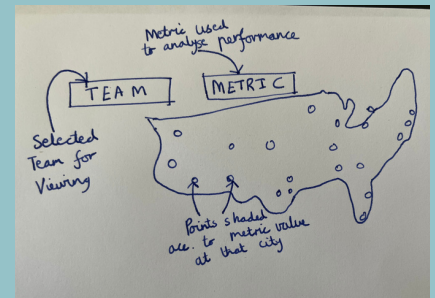 Metric used
to analyse performance
TEAM
METRIC
Selected
Team for
Viewing
Points shaded
acc. to metric value
at that city